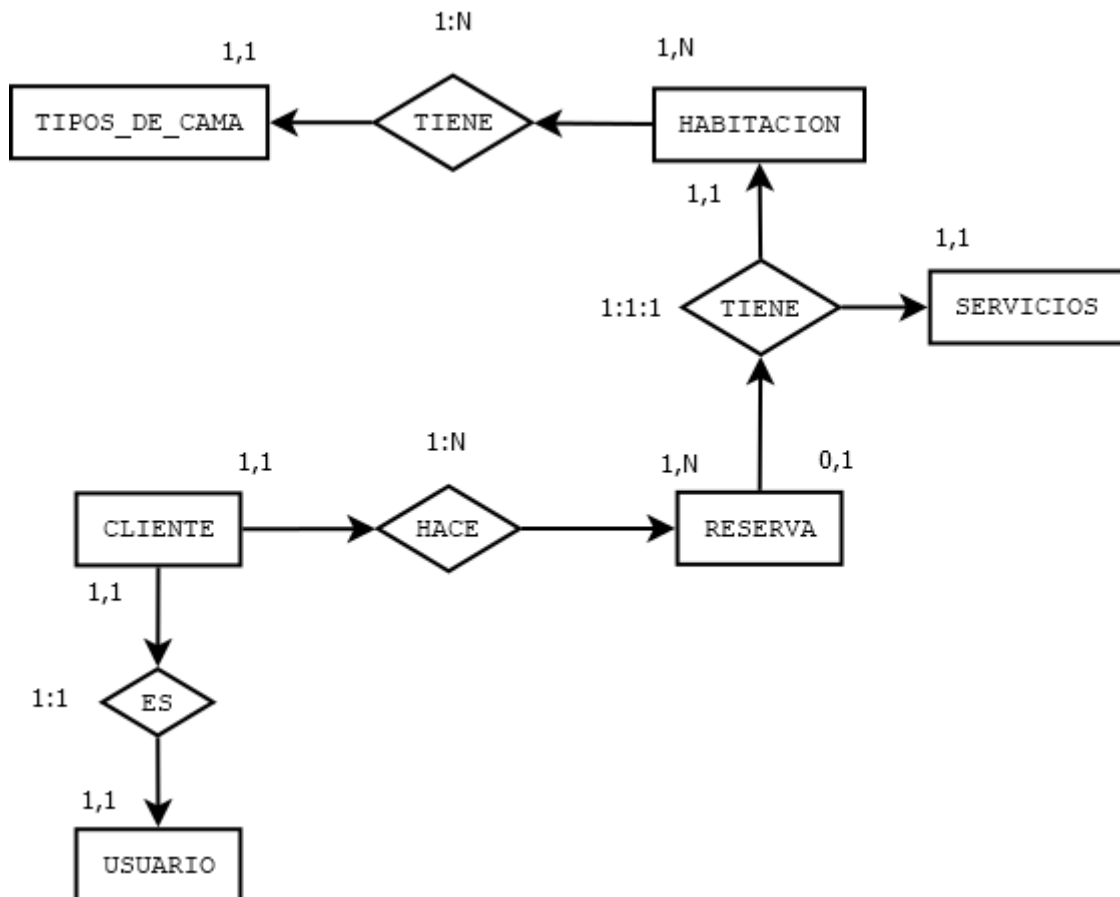 1:N
1,1
1,N
TIPOS_DE_CAMA
TIENE
HABITACION
1,1
1,1
1:1:1
TIENE
SERVICIOS
1:N
1,1
1,N
0,1
CLIENTE
HACE
RESERVA
1,1
1:1
ES
1,1
USUARIO